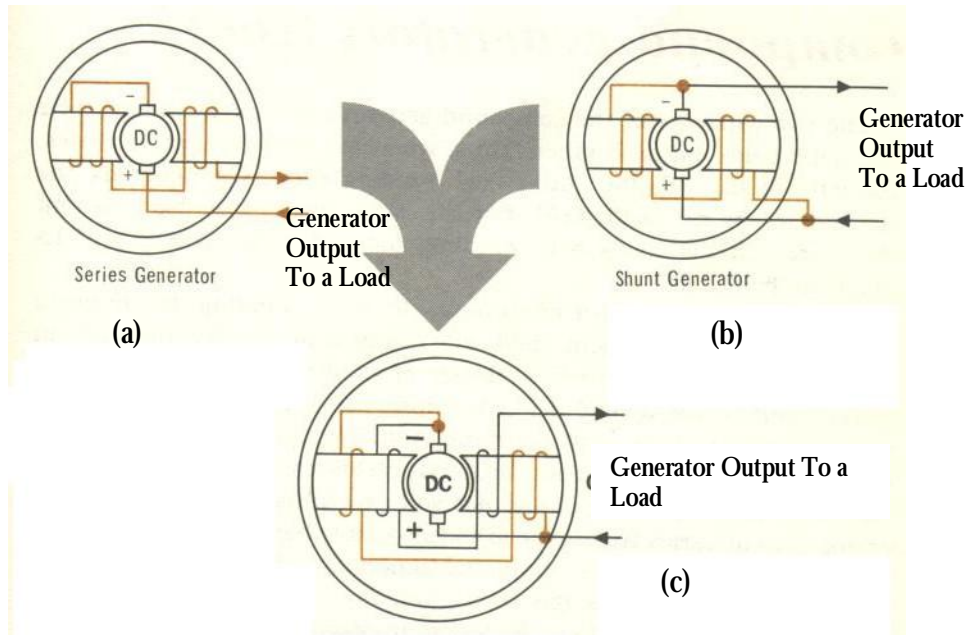 DC
Generator
Output
To a Load
Series Generator
(a)
DC
Generator
Output
To a Load
Shunt Generator
(b)
− DC +
Generator Output To a
Load
(c)